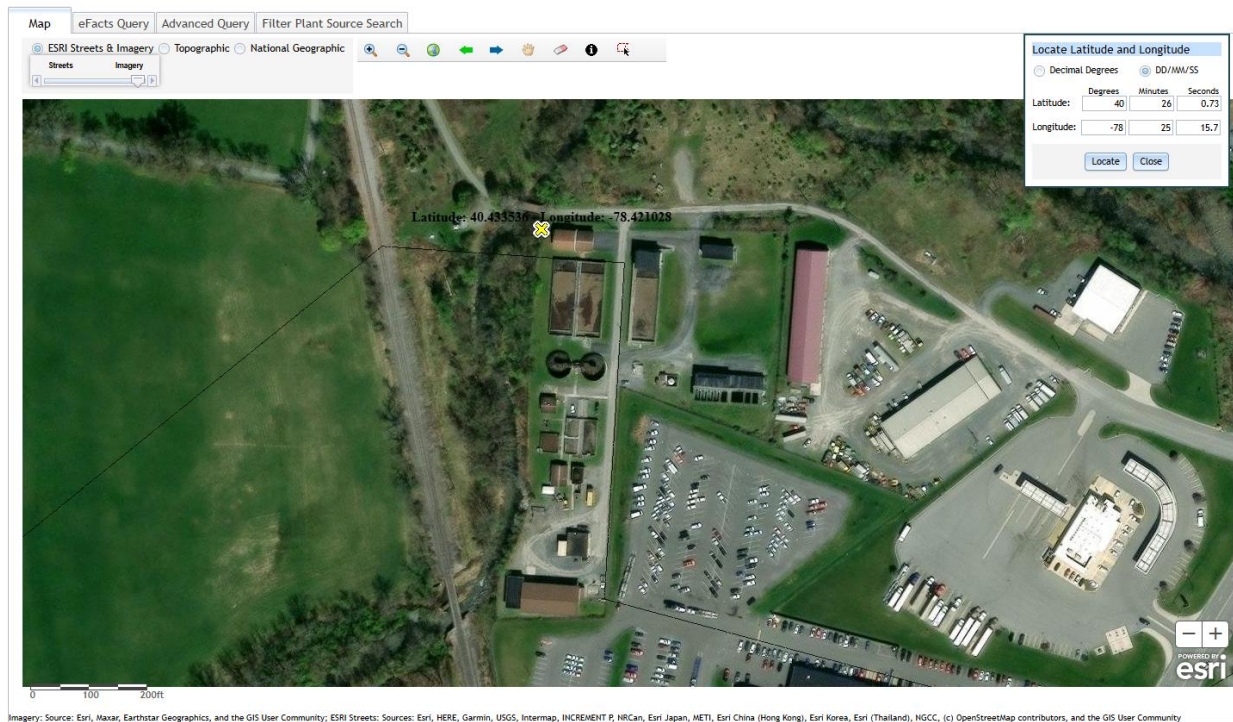 Map eFacts Query Advanced Query Filter Plant Source Search
ESRI Streets & Imagery Topographic National Geographic
Streets Imagery
Locate Latitude and Longitude
Decimal Degrees DD/MM/SS
Degrees Minutes Seconds
Latitude: 40 26 0.73
Longitude: -78 25 15.7
Locate Close
Latitude: 40.433536 Longitude: -78.421028
POWERED BY
esri
0 100 200ft
Imagery: Source: Esri, Maxar, Earthstar Geographics, and the GIS User Community; ESRI Streets: Sources: Esri, HERE, Garmin, USGS, Intermap, INCREMENT P, NRCan, Esri Japan, METI, Esri China (Hong Kong), Esri Korea, Esri (Thailand), NGCC, (c) OpenStreetMap contributors, and the GIS User Community